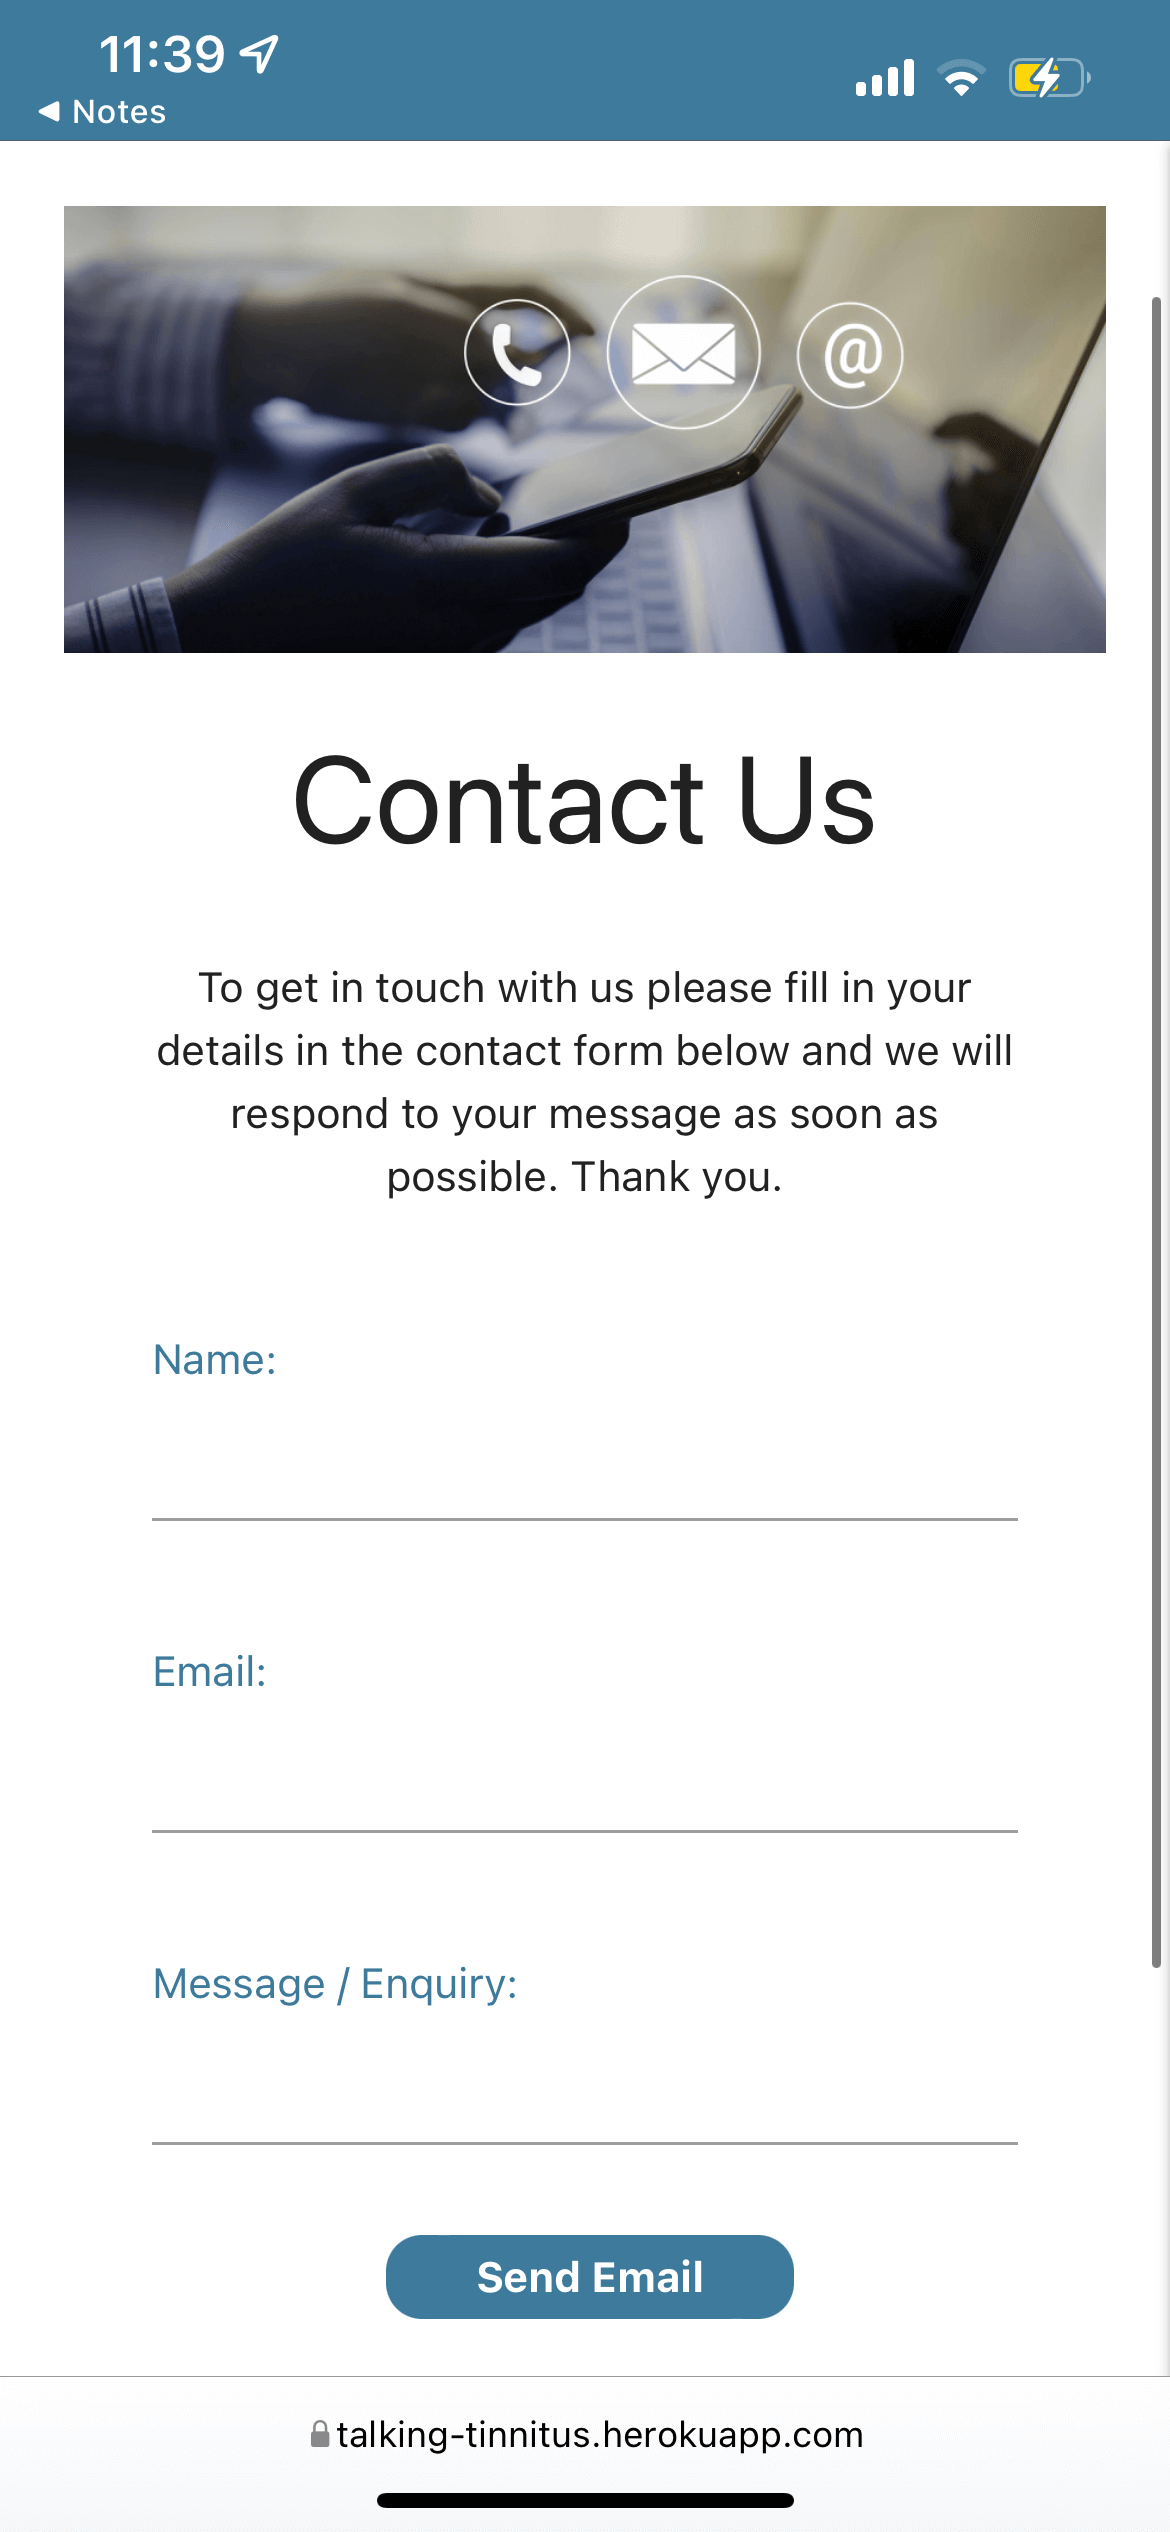 11:39
Notes
@
Contact Us
To get in touch with us please fill in your
details in the contact form below and we will
respond to your message as soon as
possible. Thank you.
Name:
Email:
Message / Enquiry:
Send Email
talking-tinnitus.herokuapp.com